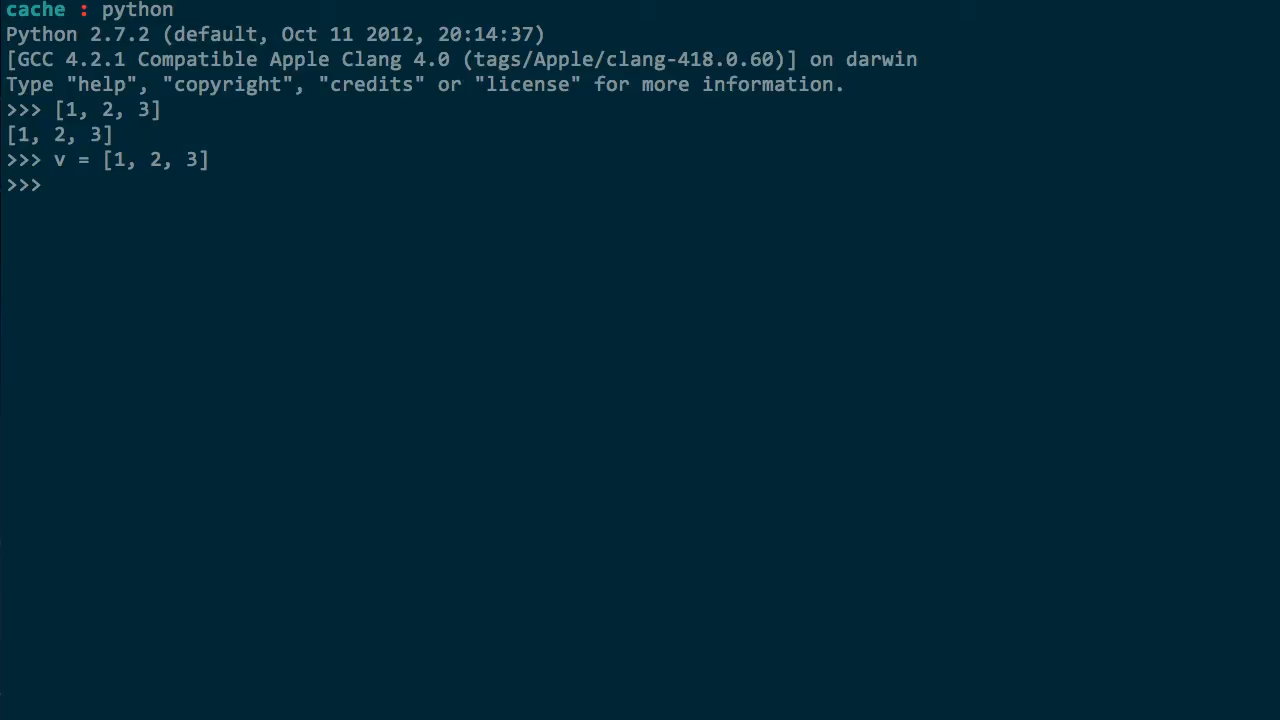 cache : python
Python 2.7.2 (default, Oct 11 2012, 20:14:37)
[GCC 4.2.1 Compatible Apple Clang 4.0 (tags/Apple/clang-418.0.60)] on darwin
Type "help", "copyright", "credits" or "license" for more information.
>>> [1, 2, 3]
[1, 2, 3]
>>> v = [1, 2, 3]
>>>